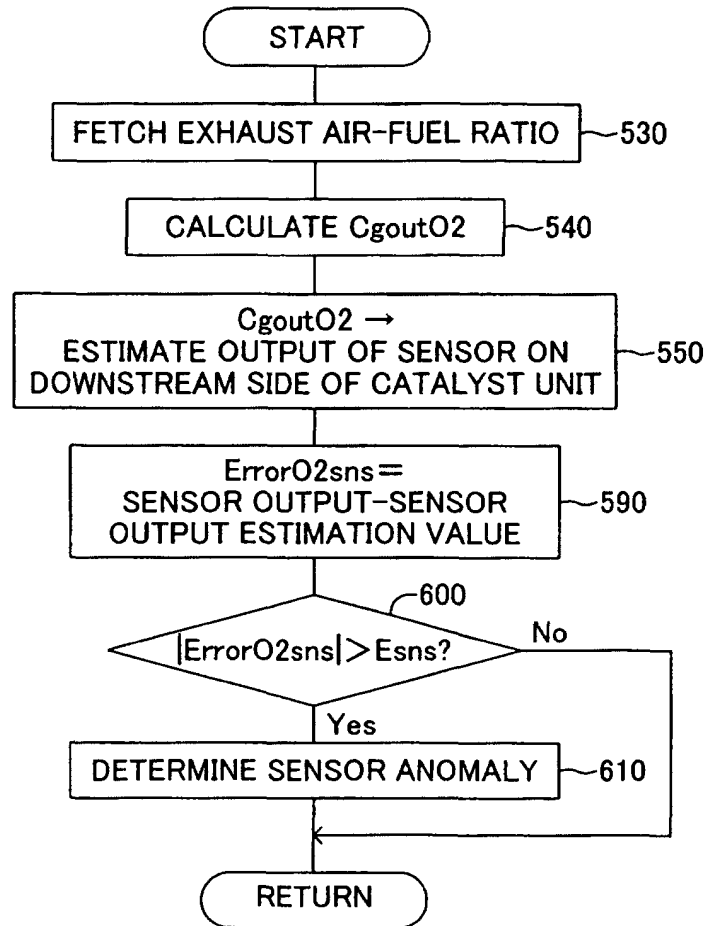 START
FETCH EXHAUST AIR-FUEL RATIO
530
CALCULATE CgoutO2
540
CgoutO2 →
ESTIMATE OUTPUT OF SENSOR ON
DOWNSTREAM SIDE OF CATALYST UNIT
550
ErrorO2sns=
SENSOR OUTPUT-SENSOR
OUTPUT ESTIMATION VALUE
590
600
|ErrorO2sns|>Esns?
No
Yes
DETERMINE SENSOR ANOMALY
610
RETURN